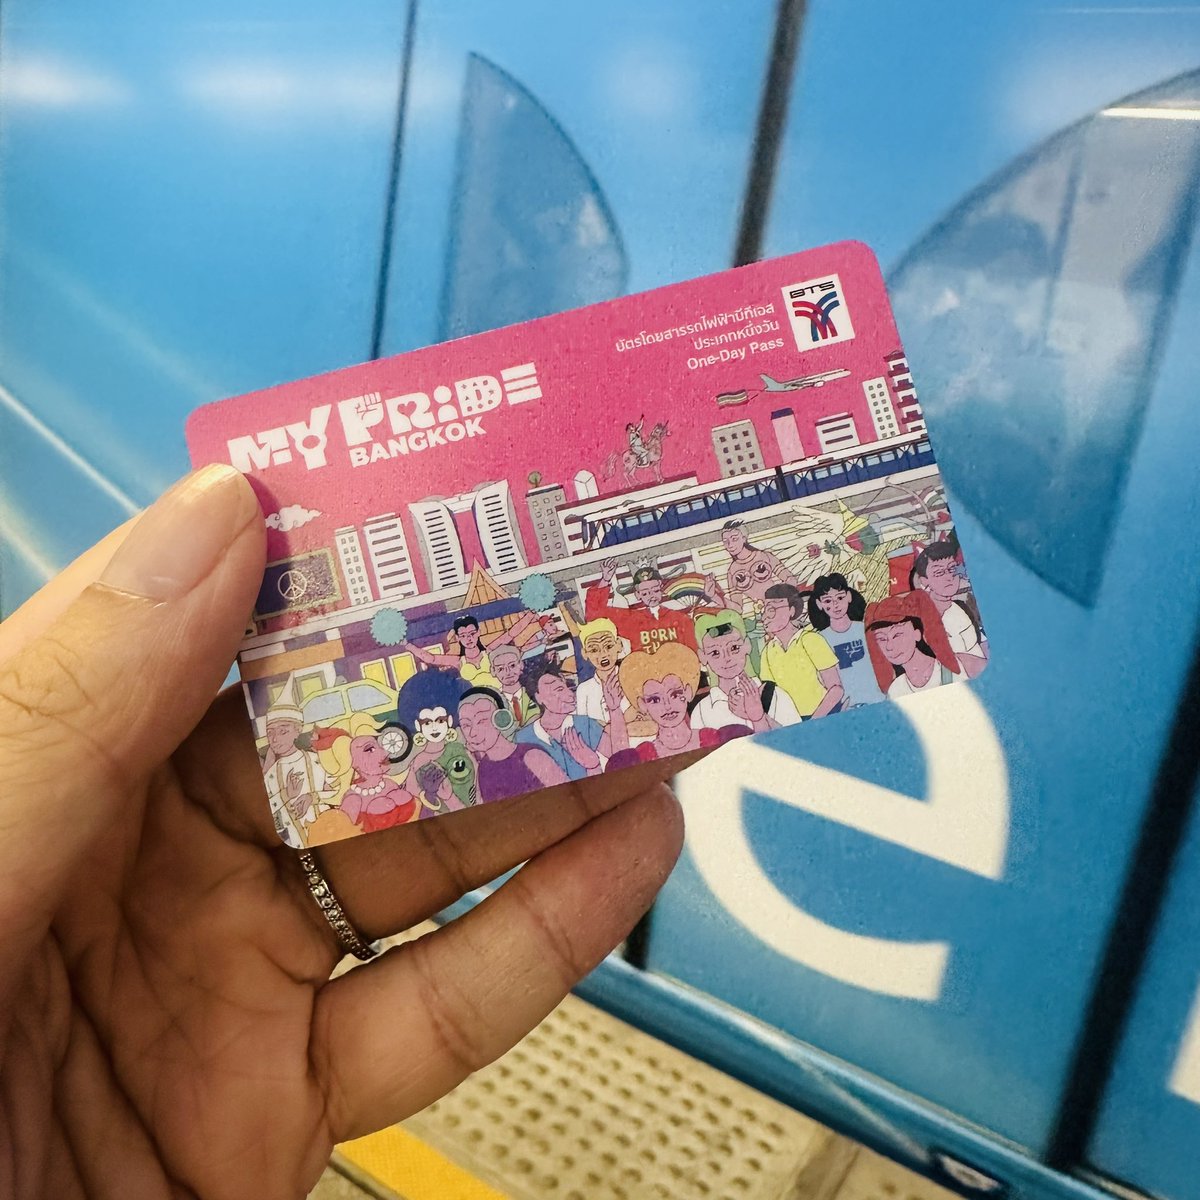 BTS
บัตรโดยสารรถไฟฟ้าบีทีเอส
ประเภทหนึ่งวัน
One-Day Pass
MY PRIDE
BANGKOK
BORN
e